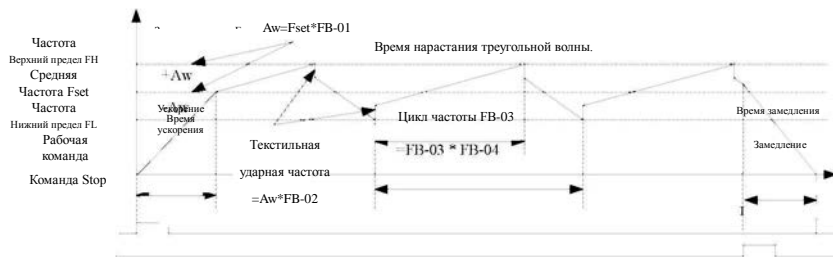 Aw=Fset*FB-01
Частота
Верхний предел FH
Средняя
Частота Fset
Частота
Нижний предел FL
Рабочая
команда
Команда Stop
Время нарастания треугольной волны.
+Aw
-Aw
Ускорение
Время
ускорения
Текстильная
ударная частота
=Aw*FB-02
Цикл частоты FB-03
=FB-03 * FB-04
Время замедления
Замедление